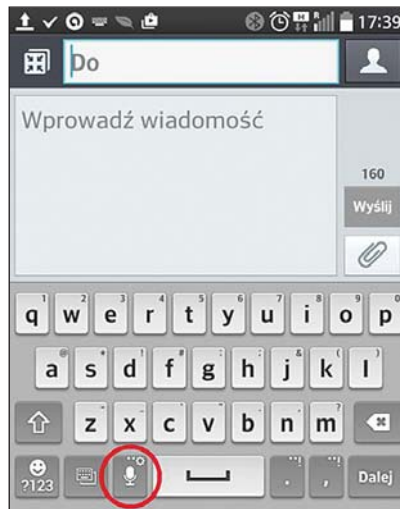 17:39
Do
Wprowadź wiadomość
160
Wyślij
q w e r t y u i o p
a s d f g h j k l
z x c v b n m
?123 . , Dalej